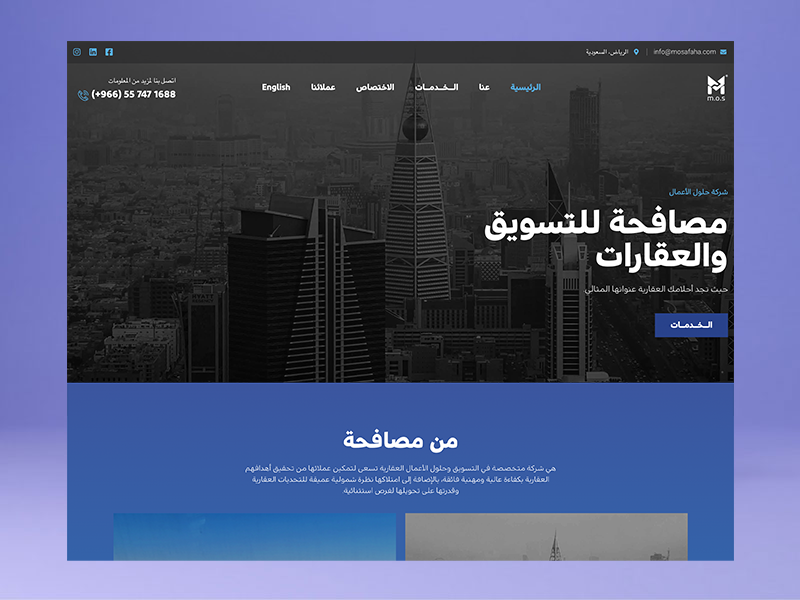 info@mosafaha.com
الرياض، السعودية
M
m.o.s
الرئيسية
عنا
الــخــدمــات
الاختصاص
عملائنا
English
اتصل بنا لمزيد من المعلومات
(+966) 55 747 1688
شركة حلول الأعمال
مصافحة للتسويق
والعقارات
حيث تجد أحلامك العقارية عنوانها المثالي
الــخــدمــات
من مصافحة
هي شركة متخصصة في التسويق وحلول الأعمال العقارية تسعى لتمكين عملائها من تحقيق أهدافهم
العقارية بكفاءة عالية ومهنية فائقة، بالإضافة إلى امتلاكها نظرة شمولية عميقة للتحديات العقارية
وقدرتها على تحويلها لفرص استثنائية.